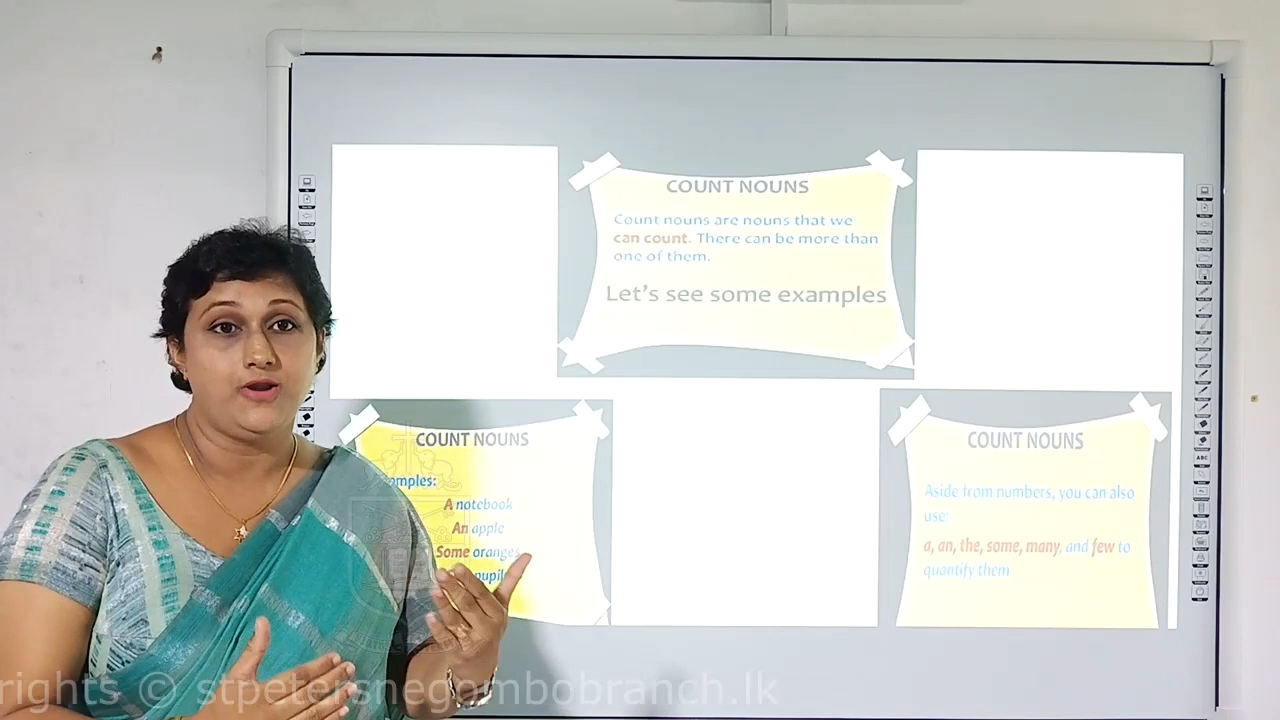 COUNT NOUNS
Count nouns are nouns that we
can count. There can be more than
one of them.
Let's see some examples
COUNT NOUNS
A notebook
An apple
Some oranges
COUNT NOUNS
Aside from numbers, you can also
use:
a, an, the, some, many, and few to
quantify them
rights © stpetersnegombobranch.lk